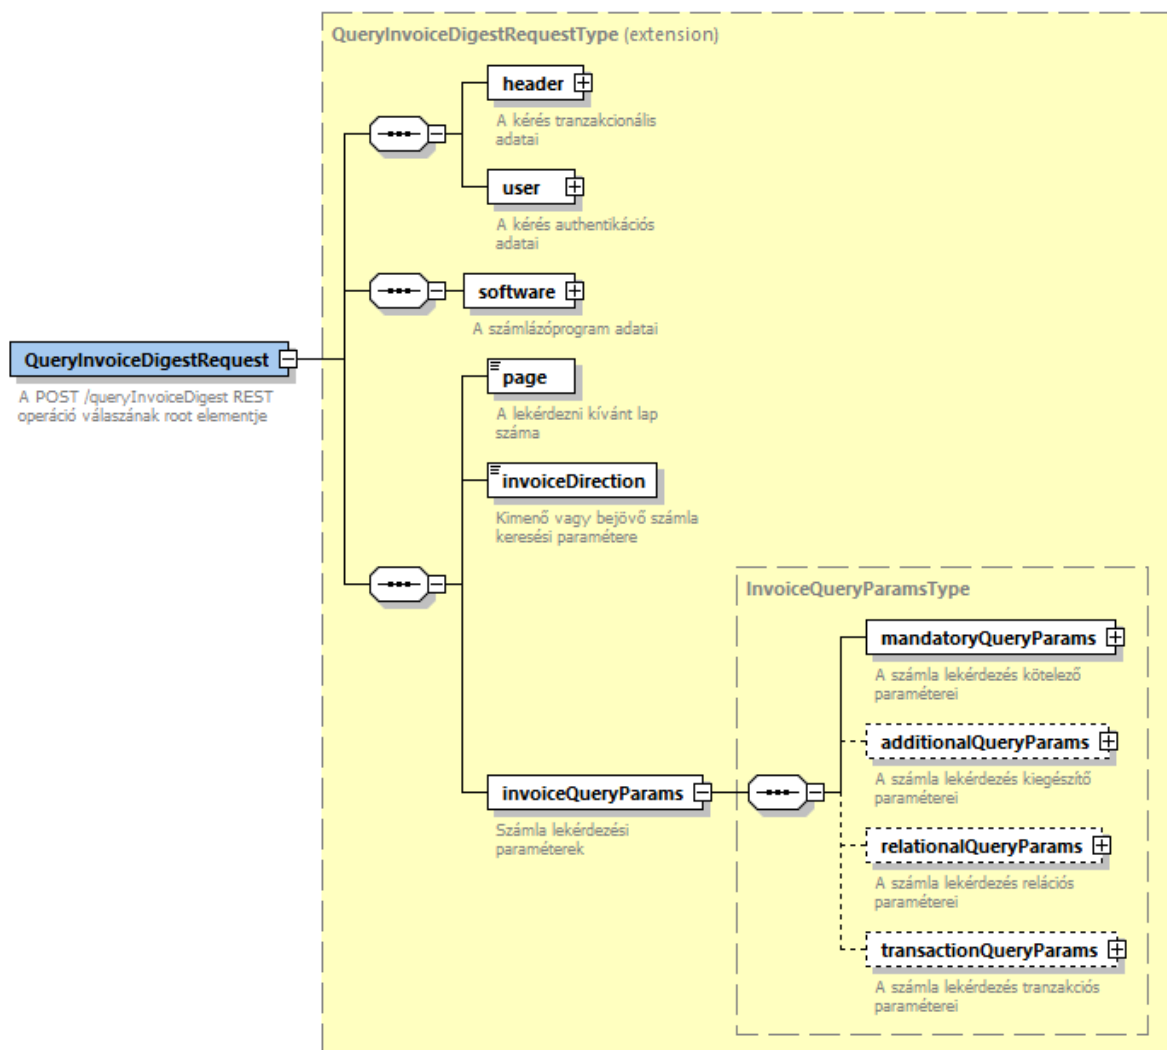 QueryInvoiceDigestRequestType (extension)
header
A kérés tranzakcionális
adatai
user
A kérés authentikációs
adatai
software
A számlázóprogram adatai
QueryInvoiceDigestRequest
A POST /queryInvoiceDigest REST
operáció válaszának root elementje
page
A lekérdezni kívánt lap
száma
invoiceDirection
Kimenő vagy bejövő számla
keresési paramétere
invoiceQueryParams
Számla lekérdezési
paraméterek
InvoiceQueryParamsType
mandatoryQueryParams
A számla lekérdezés kötelező
paraméterei
additionalQueryParams
A számla lekérdezés kiegészítő
paraméterei
relationalQueryParams
A számla lekérdezés relációs
paraméterei
transactionQueryParams
A számla lekérdezés tranzakciós
paraméterei